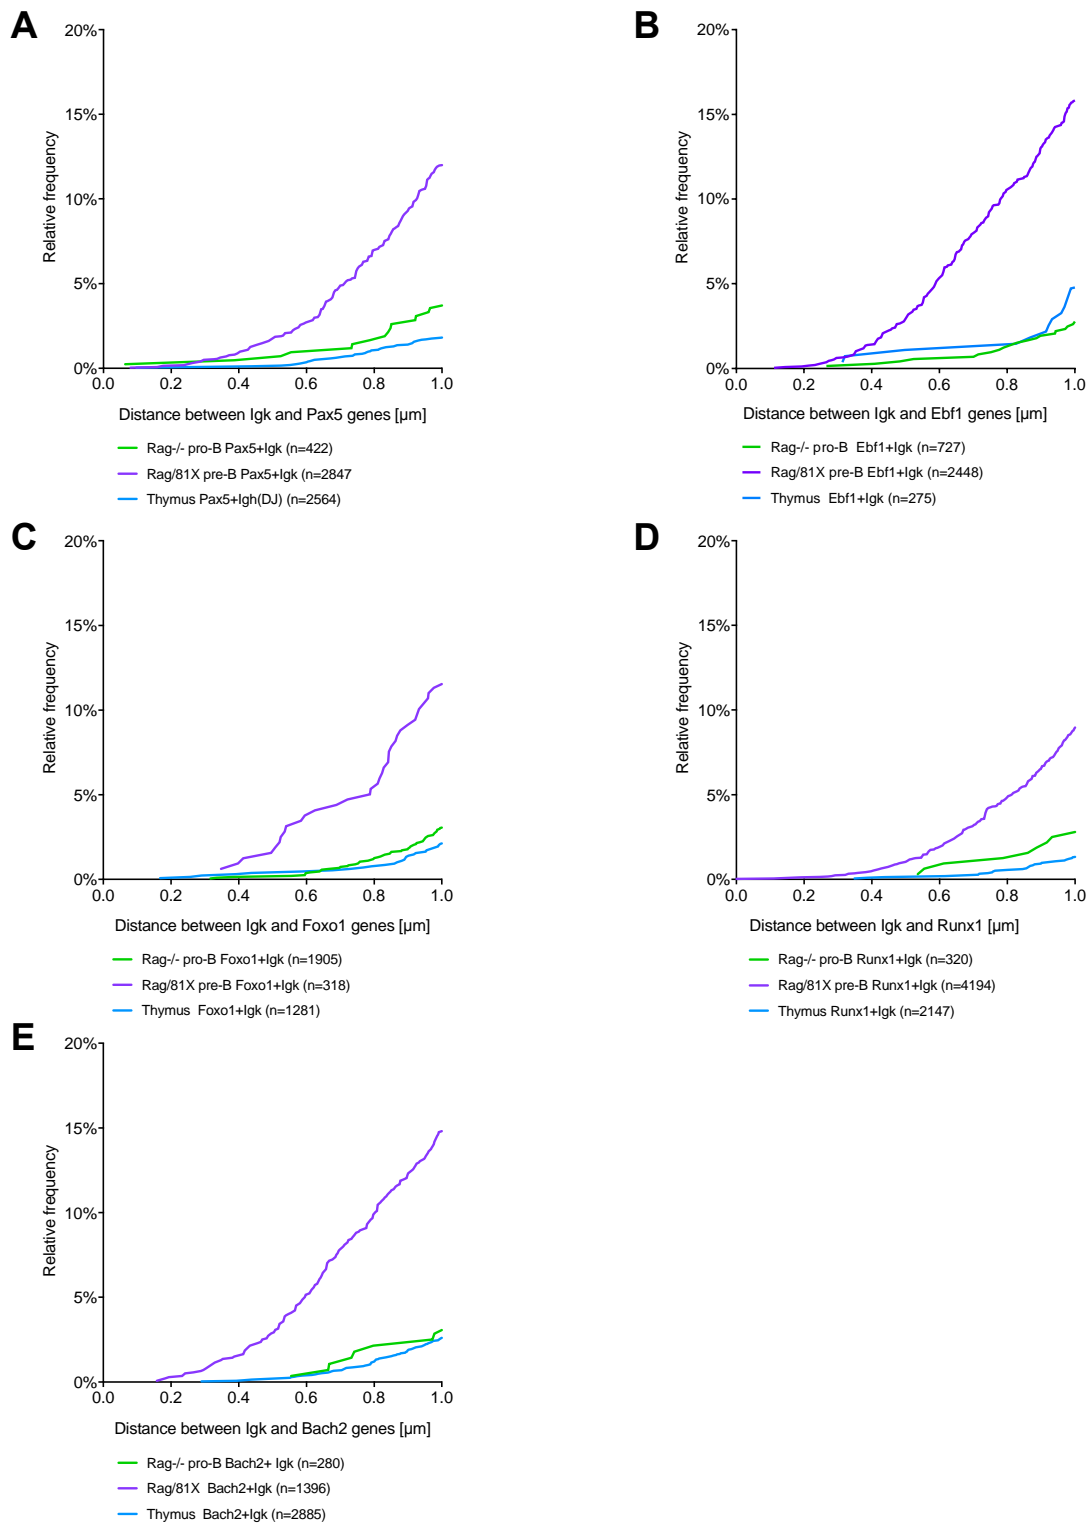 A
20%
15%
10%
5%
0%
Relative frequency
0.0 0.2 0.4 0.6 0.8 1.0
Distance between Igk and Pax5 genes [µm]
Rag-/- pro-B Pax5+Igk (n=422)
Rag/81X pre-B Pax5+Igk (n=2847
Thymus Pax5+Igh(DJ) (n=2564)
B
20%
15%
10%
5%
0%
Relative frequency
0.0 0.2 0.4 0.6 0.8 1.0
Distance between Igk and Ebf1 genes [µm]
Rag-/- pro-B Ebf1+Igk (n=727)
Rag/81X pre-B Ebf1+Igk (n=2448)
Thymus Ebf1+Igk (n=275)
C
20%
15%
10%
5%
0%
Relative frequency
0.0 0.2 0.4 0.6 0.8 1.0
Distance between Igk and Foxo1 genes [µm]
Rag-/- pro-B Foxo1+Igk (n=1905)
Rag/81X pre-B Foxo1+Igk (n=318)
Thymus Foxo1+Igk (n=1281)
D
20%
15%
10%
5%
0%
Relative frequency
0.0 0.2 0.4 0.6 0.8 1.0
Distance between Igk and Runx1 [µm]
Rag-/- pro-B Runx1+Igk (n=320)
Rag/81X pre-B Runx1+Igk (n=4194)
Thymus Runx1+Igk (n=2147)
E
20%
15%
10%
5%
0%
Relative frequency
0.0 0.2 0.4 0.6 0.8 1.0
Distance between Igk and Bach2 genes [µm]
Rag-/- pro-B Bach2+ Igk (n=280)
Rag/81X Bach2+Igk (n=1396)
Thymus Bach2+Igk (n=2885)